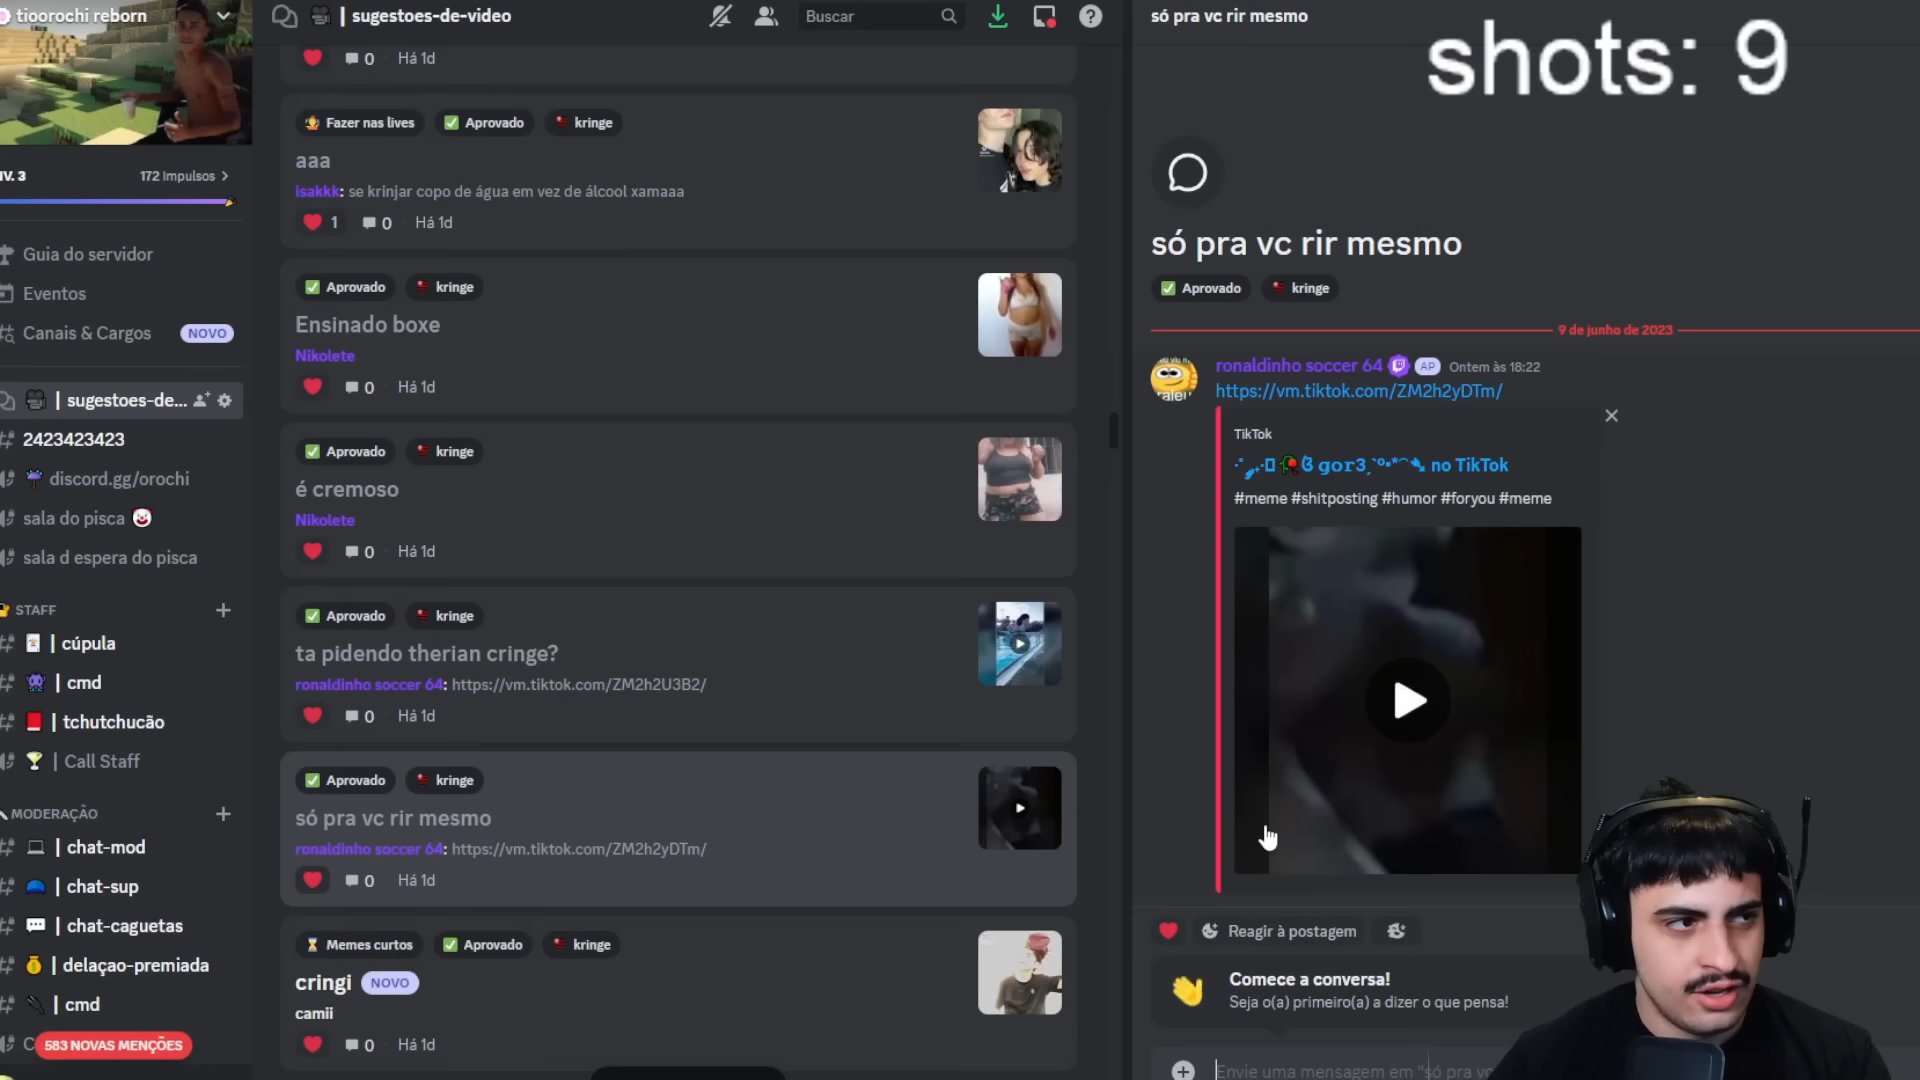 tioorochi reborn
IV. 3
172 Impulsos
Guia do servidor
Eventos
Canais & Cargos
NOVO
| sugestoes-de...
2423423423
discord.gg/orochi
sala do pisca
sala d espera do pisca
STAFF
| cúpula
| cmd
| tchutchucão
| Call Staff
MODERAÇÃO
| chat-mod
| chat-sup
| chat-caguetas
| delaçao-premiada
| cmd
C
583 NOVAS MENÇÕES
| sugestoes-de-video
Buscar
0
Há 1d
Fazer nas lives
Aprovado
kringe
aaa
isakkk: se krinjar copo de água em vez de álcool xamaaa
1
0
Há 1d
Aprovado
kringe
Ensinado boxe
Nikolete
0
Há 1d
Aprovado
kringe
é cremoso
Nikolete
0
Há 1d
Aprovado
kringe
ta pidendo therian cringe?
ronaldinho soccer 64: https://vm.tiktok.com/ZM2h2U3B2/
0
Há 1d
Aprovado
kringe
só pra vc rir mesmo
ronaldinho soccer 64: https://vm.tiktok.com/ZM2h2yDTm/
0
Há 1d
Memes curtos
Aprovado
kringe
cringi
NOVO
camii
0
Há 1d
só pra vc rir mesmo
shots: 9
só pra vc rir mesmo
Aprovado
kringe
9 de junho de 2023
ronaldinho soccer 64
AP
Ontem às 18:22
https://vm.tiktok.com/ZM2h2yDTm/
TikTok
gor3 no TikTok
#meme #shitposting #humor #foryou #meme
Reagir à postagem
Comece a conversa!
Seja o(a) primeiro(a) a dizer o que pensa!
Envie uma mensagem em "só pra vc